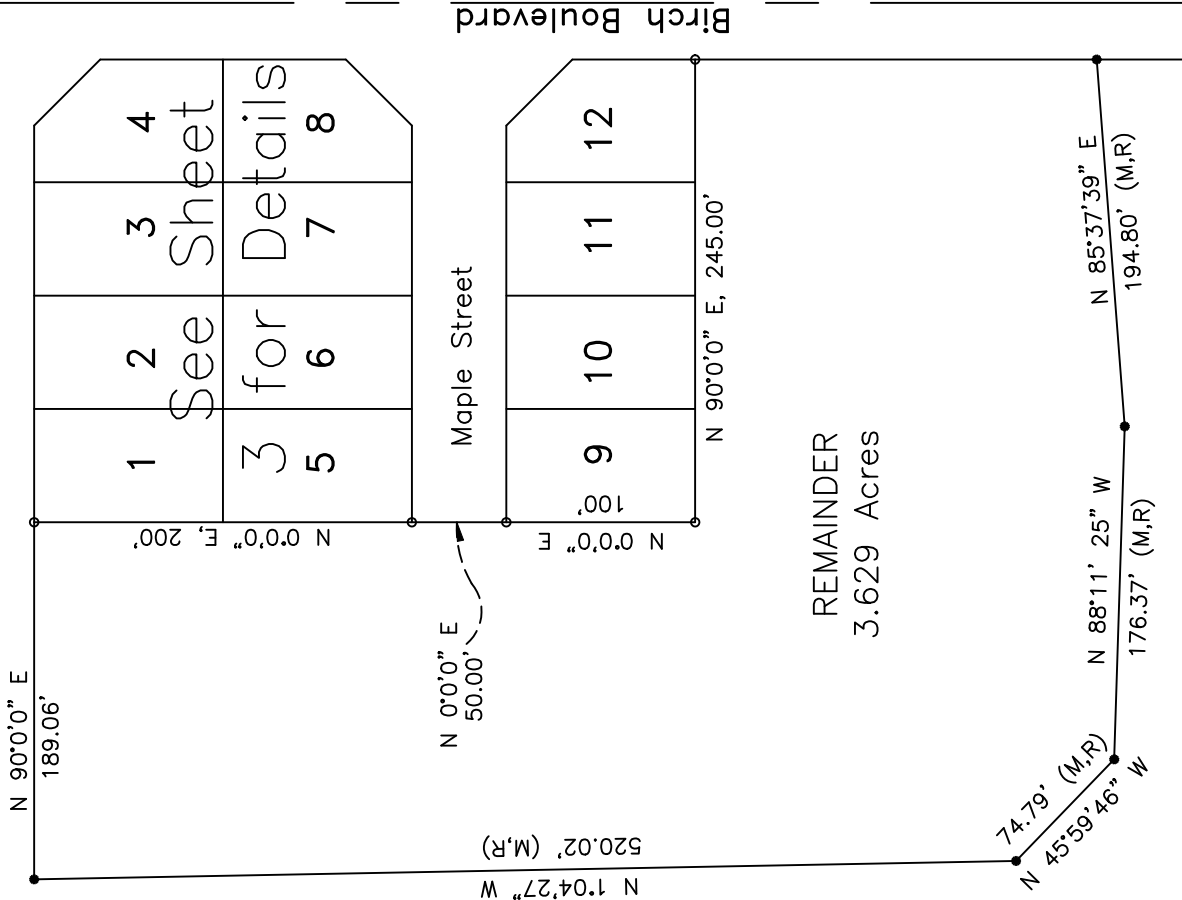 Birch Boulevard
N 90°0'0" E
189.06'
1
2
3
4
See Sheet
3 for Details
5
6
7
8
N 0°0'0" E, 200'
Maple Street
N 0°0'0" E
50.00'
N 0°0'0" E
100'
9
10
11
12
N 90°0'0" E, 245.00'
REMAINDER
3.629 Acres
N 1°04'27" W
520.02' (M,R)
74.79' (M,R)
N 45°59'46" W
N 88°11' 25" W
176.37' (M,R)
N 85°37'39" E
194.80' (M,R)